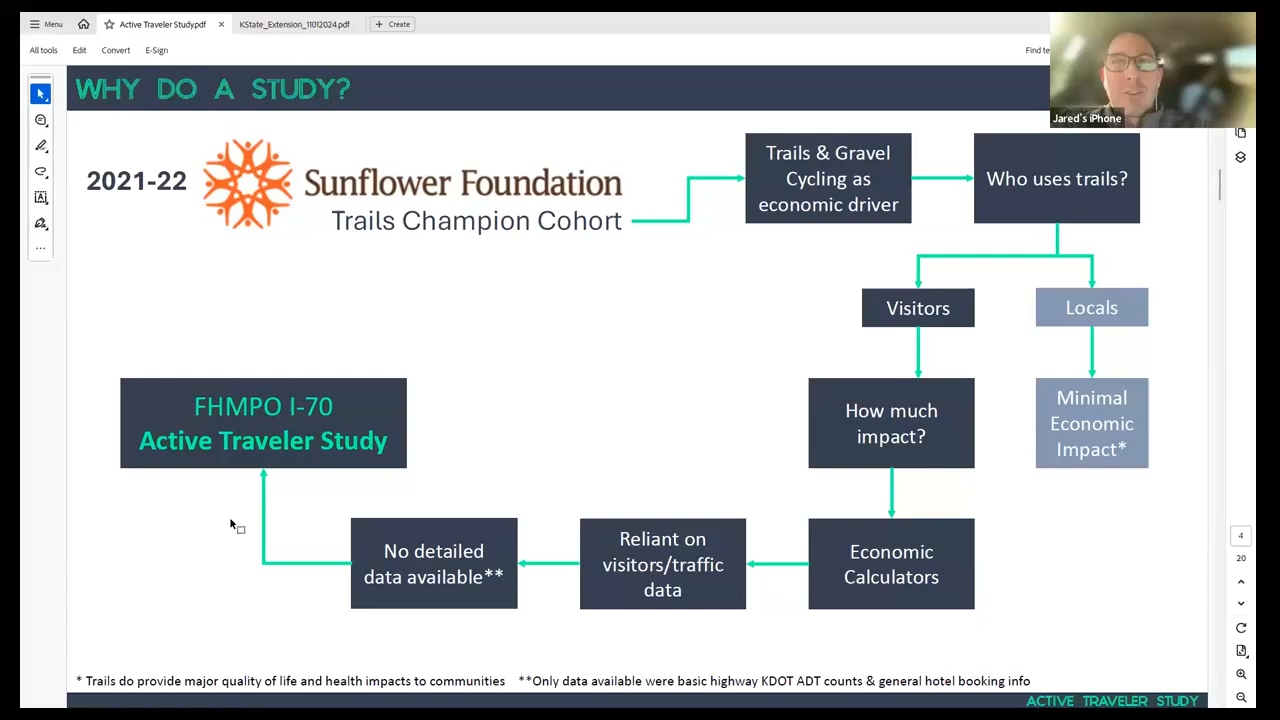 Menu
Active Traveler Study.pdf
KState_Extension_11012024.pdf
Create
All tools
Edit
Convert
E-Sign
Find te
Jared's iPhone
WHY DO A STUDY?
2021-22
Sunflower Foundation
Trails Champion Cohort
Trails & Gravel
Cycling as
economic driver
Who uses trails?
Visitors
Locals
How much
impact?
Minimal
Economic
Impact*
Economic
Calculators
Reliant on
visitors/traffic
data
No detailed
data available**
FHMPO I-70
Active Traveler Study
4
20
* Trails do provide major quality of life and health impacts to communities
**Only data available were basic highway KDOT ADT counts & general hotel booking info
ACTIVE TRAVELER STUDY